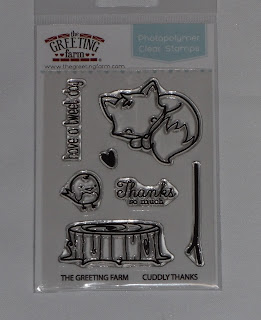 the
GREETING
farm
Photopolymer
Clear Stamps
www.thegreetingfarm.com
have a tweet day
Thanks
so much
THE GREETING FARM
CUDDLY THANKS